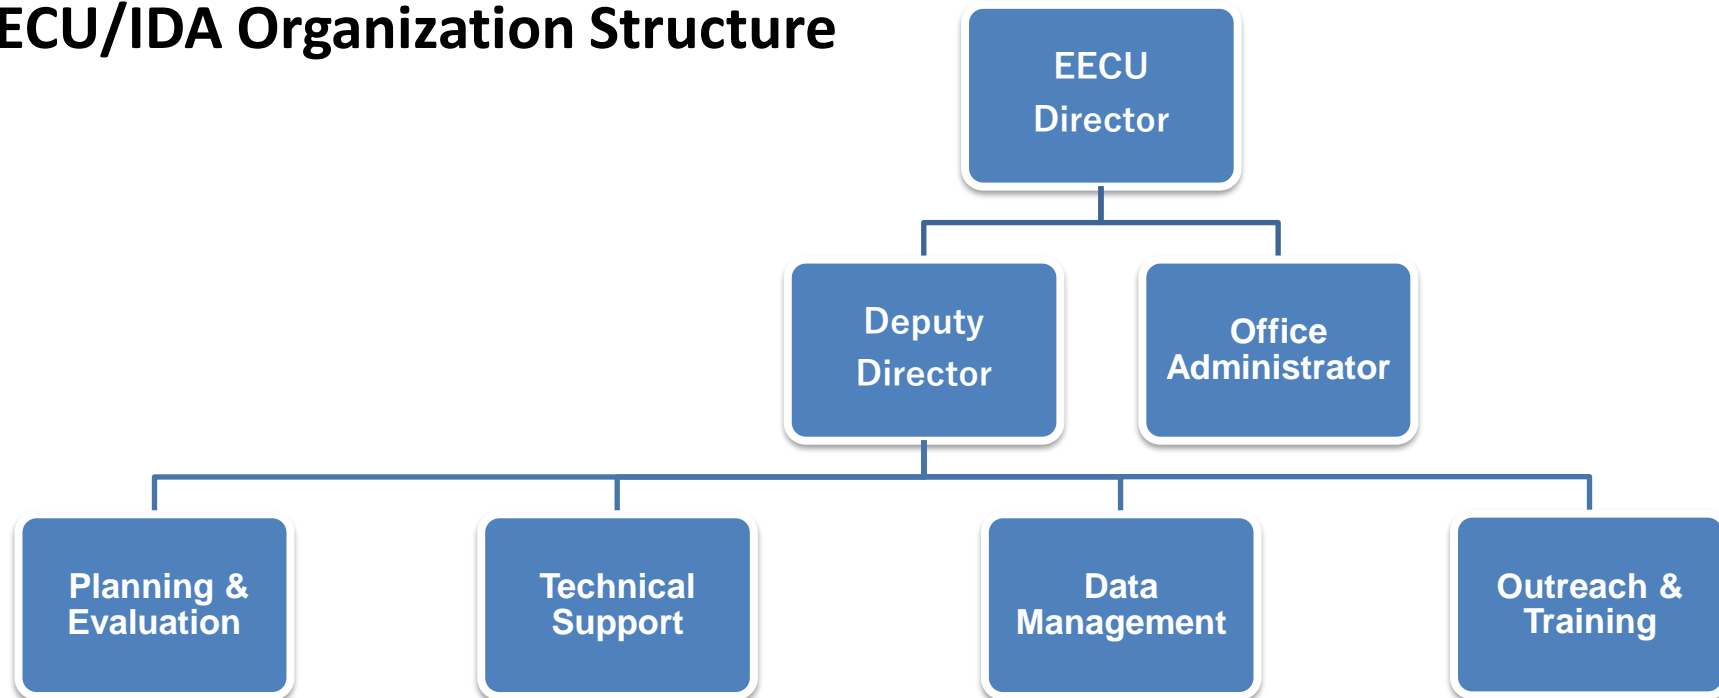 ECU/IDA Organization Structure
EECU
Director
Deputy
Director
Office
Administrator
Planning &
Evaluation
Technical
Support
Data
Management
Outreach &
Training